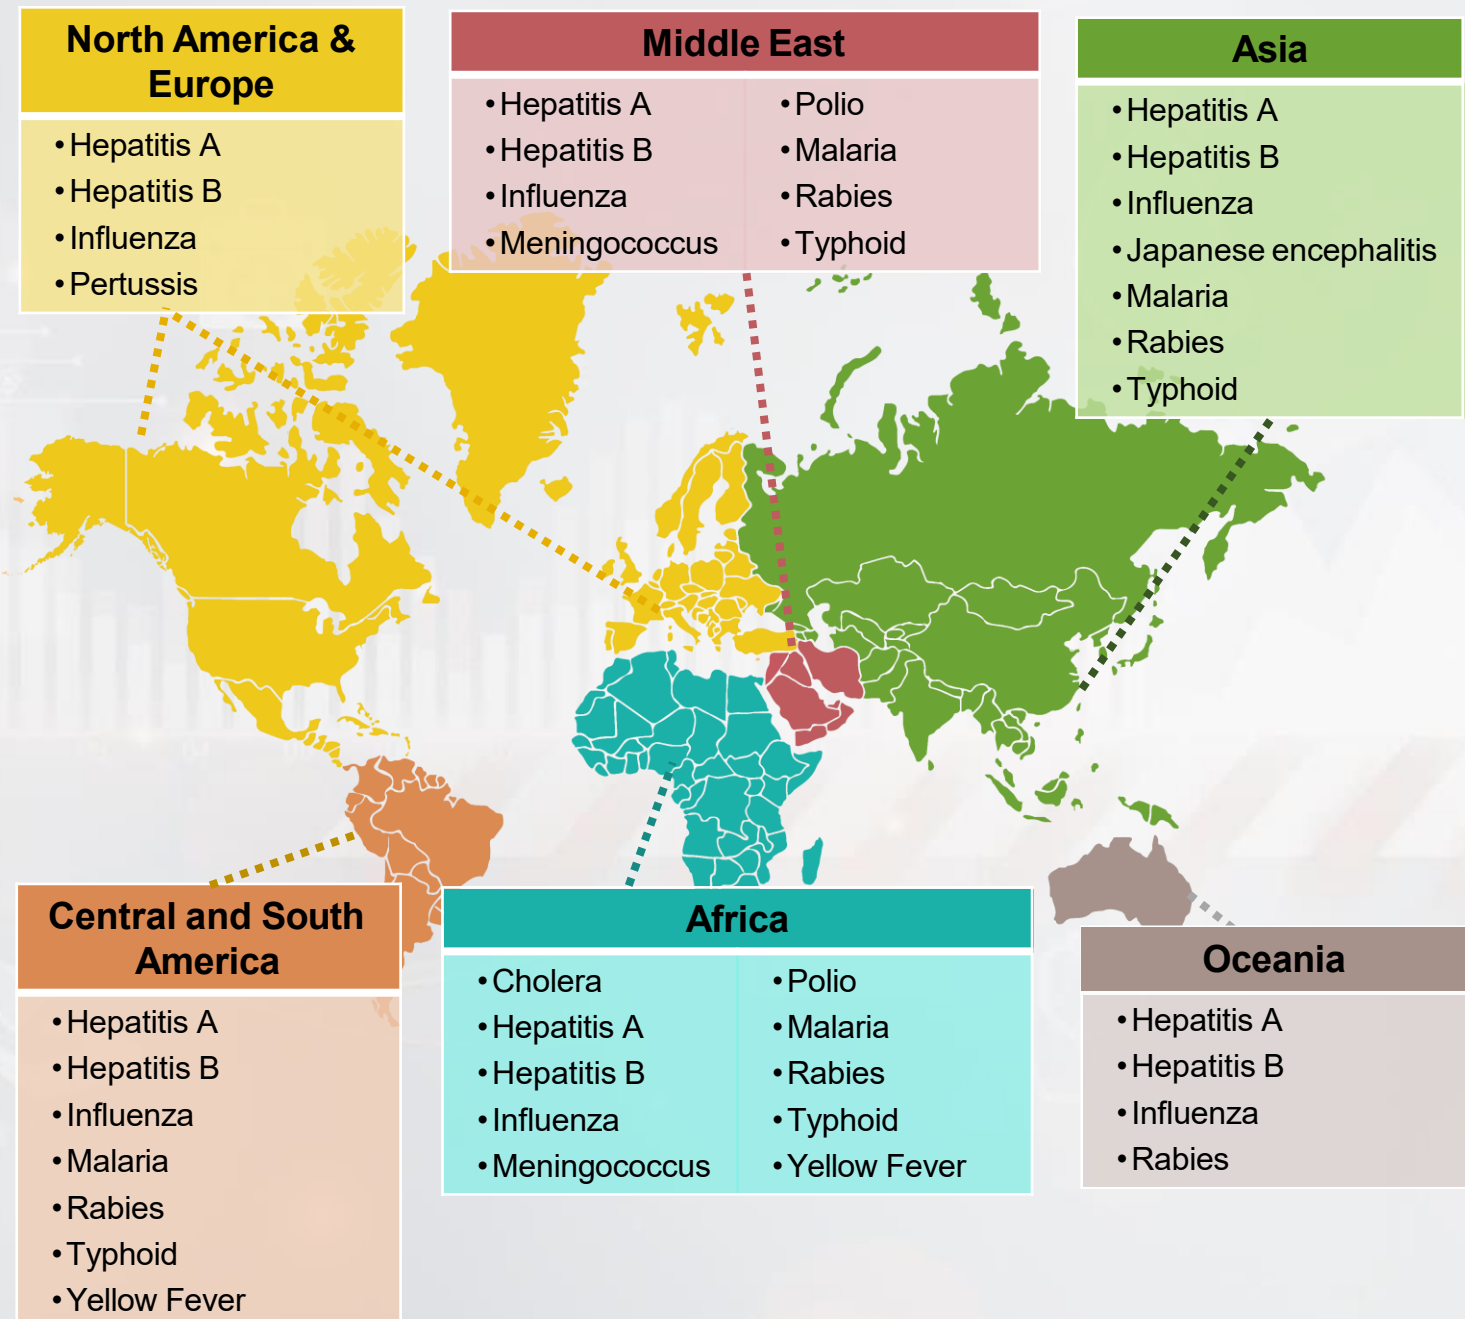 North America &
Europe
•Hepatitis A
•Hepatitis B
•Influenza
•Pertussis
Middle East
•Hepatitis A
•Hepatitis B
•Influenza
•Meningococcus
•Polio
•Malaria
•Rabies
•Typhoid
Asia
•Hepatitis A
•Hepatitis B
•Influenza
•Japanese encephalitis
•Malaria
•Rabies
•Typhoid
Central and South
America
•Hepatitis A
•Hepatitis B
•Influenza
•Malaria
•Rabies
•Typhoid
•Yellow Fever
Africa
•Cholera
•Hepatitis A
•Hepatitis B
•Influenza
•Meningococcus
•Polio
•Malaria
•Rabies
•Typhoid
•Yellow Fever
Oceania
•Hepatitis A
•Hepatitis B
•Influenza
•Rabies